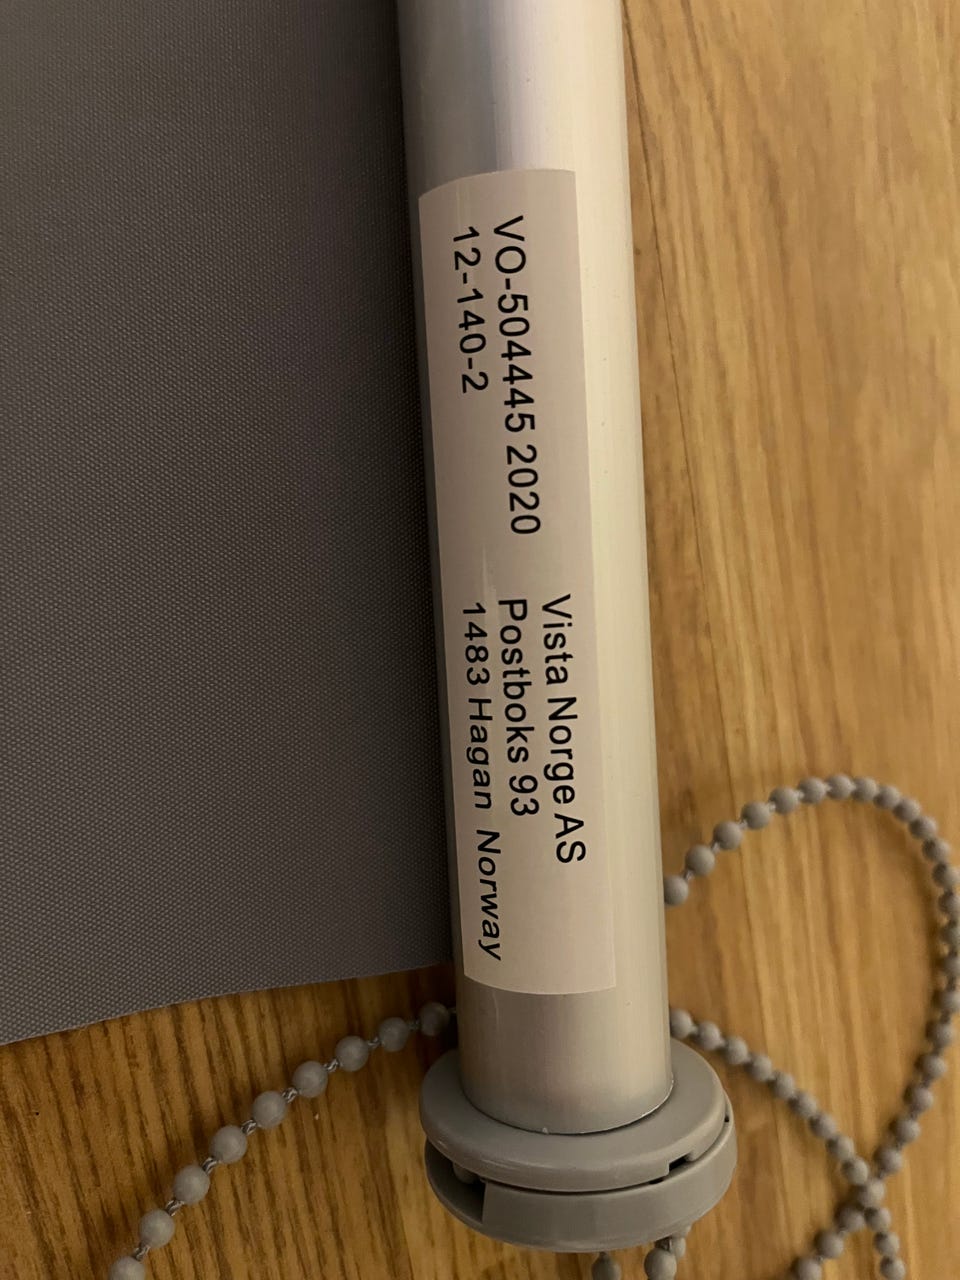 VO-504445 2020
12-140-2
Vista Norge AS
Postboks 93
1483 Hagan Norway